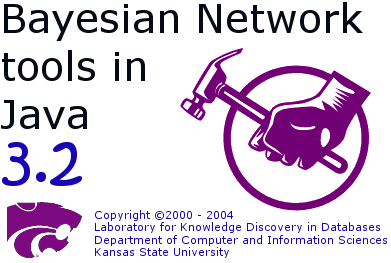 Bayesian Network
tools in
Java
3.2
Copyright ©2000 - 2004
Laboratory for Knowledge Discovery in Databases
Department of Computer and Information Sciences
Kansas State University